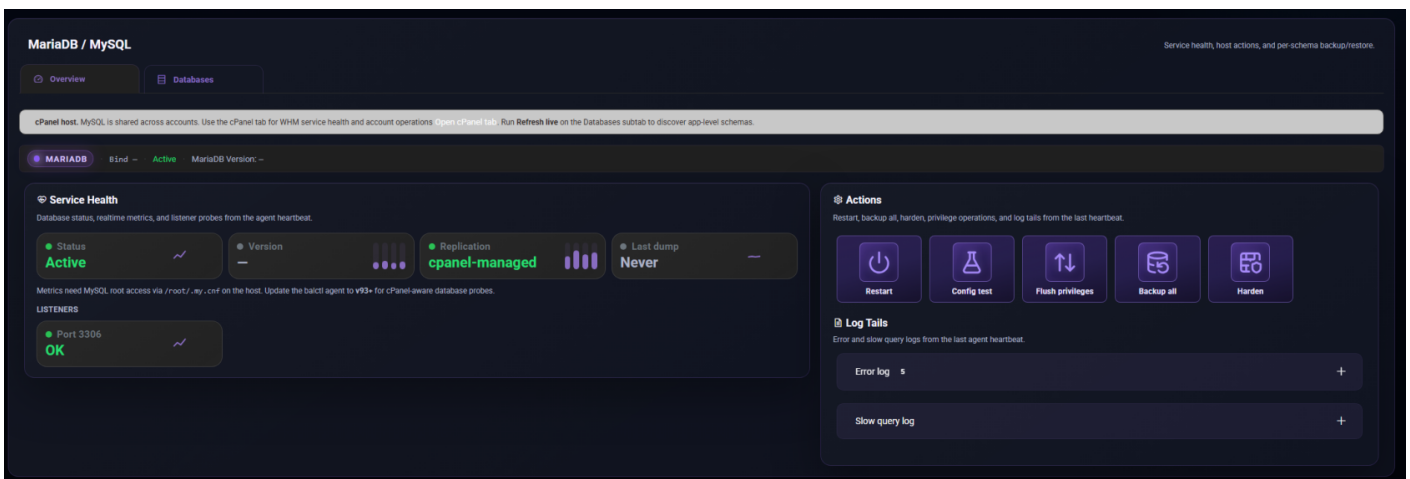 MariaDB / MySQL
Service health, host actions, and per-schema backup/restore.
Overview
Databases
cPanel host. MySQL is shared across accounts. Use the cPanel tab for WHM service health and account operations Open cPanel tab. Run Refresh live on the Databases subtab to discover app-level schemas.
MARIADB
Bind —
Active
MariaDB Version: —
Service Health
Database status, realtime metrics, and listener probes from the agent heartbeat.
Status
Active
Version
—
Replication
cpanel-managed
Last dump
Never
Metrics need MySQL root access via /root/.my.cnf on the host. Update the balctl agent to v93+ for cPanel-aware database probes.
LISTENERS
Port 3306
OK
Actions
Restart, backup all, harden, privilege operations, and log tails from the last heartbeat.
Restart
Config test
Flush privileges
Backup all
Harden
Log Tails
Error and slow query logs from the last agent heartbeat.
Error log 5
Slow query log